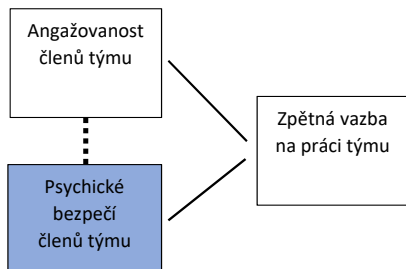 Angažovanost
členů týmu
Zpětná vazba
na práci týmu
Psychické
bezpečí
členů týmu